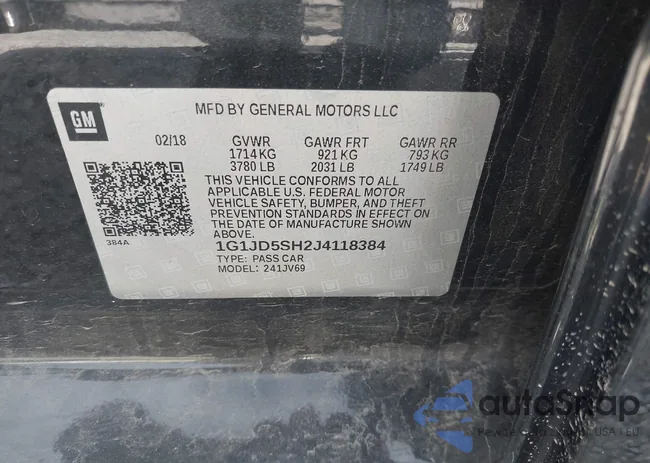 GM
MFD BY GENERAL MOTORS LLC
02/18 GVWR GAWR FRT GAWR RR
1714 KG 921 KG 793 KG
3780 LB 2031 LB 1749 LB
THIS VEHICLE CONFORMS TO ALL
APPLICABLE U.S. FEDERAL MOTOR
VEHICLE SAFETY, BUMPER, AND THEFT
PREVENTION STANDARDS IN EFFECT ON
THE DATE OF MANUFACTURE SHOWN
ABOVE.
384A
1G1JD5SH2J4118384
TYPE: PASS CAR
MODEL: 241JV69
autoSnap
USA | EU